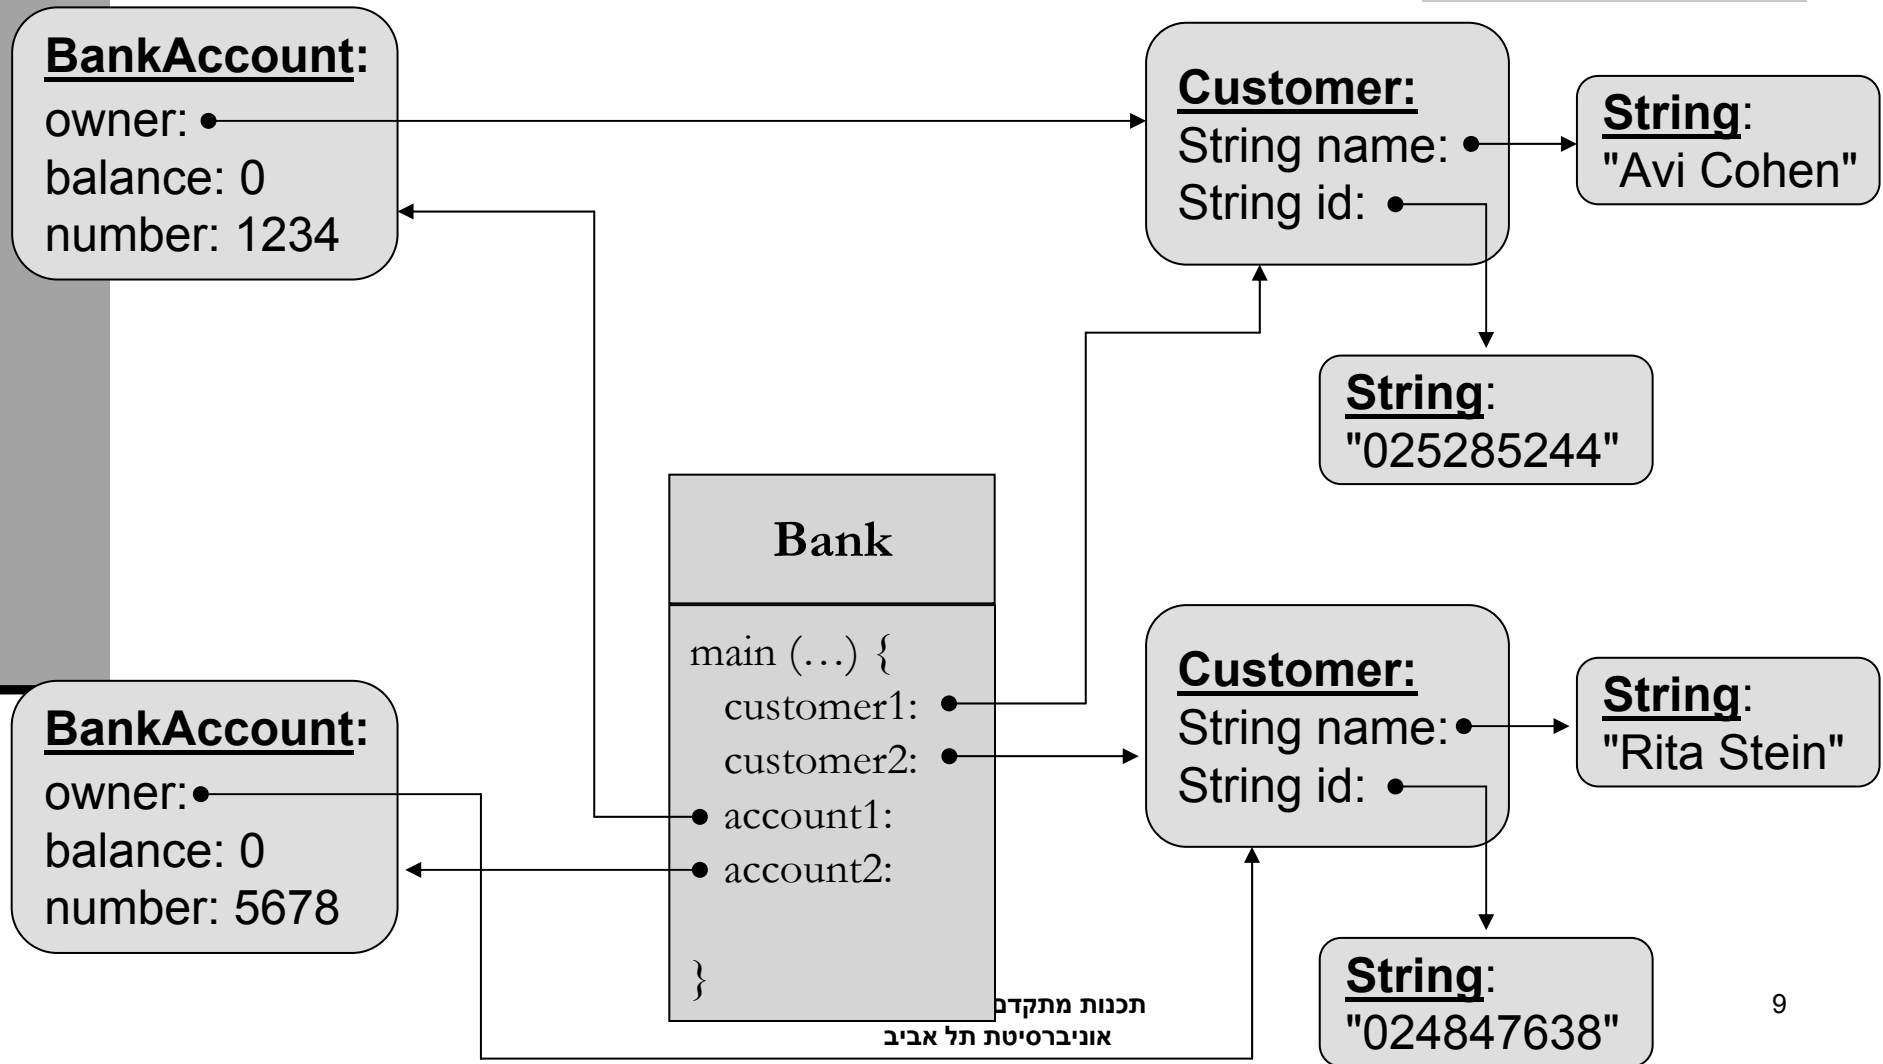 BankAccount:
owner:
balance: 0
number: 1234
Customer:
String name:
String id:
String:
"Avi Cohen"
String:
"025285244"
Bank
main (…) {
customer1:
customer2:
account1:
account2:
}
BankAccount:
owner:
balance: 0
number: 5678
Customer:
String name:
String id:
String:
"Rita Stein"
String:
"024847638"
תכנות מתקדם
אוניברסיטת תל אביב
9